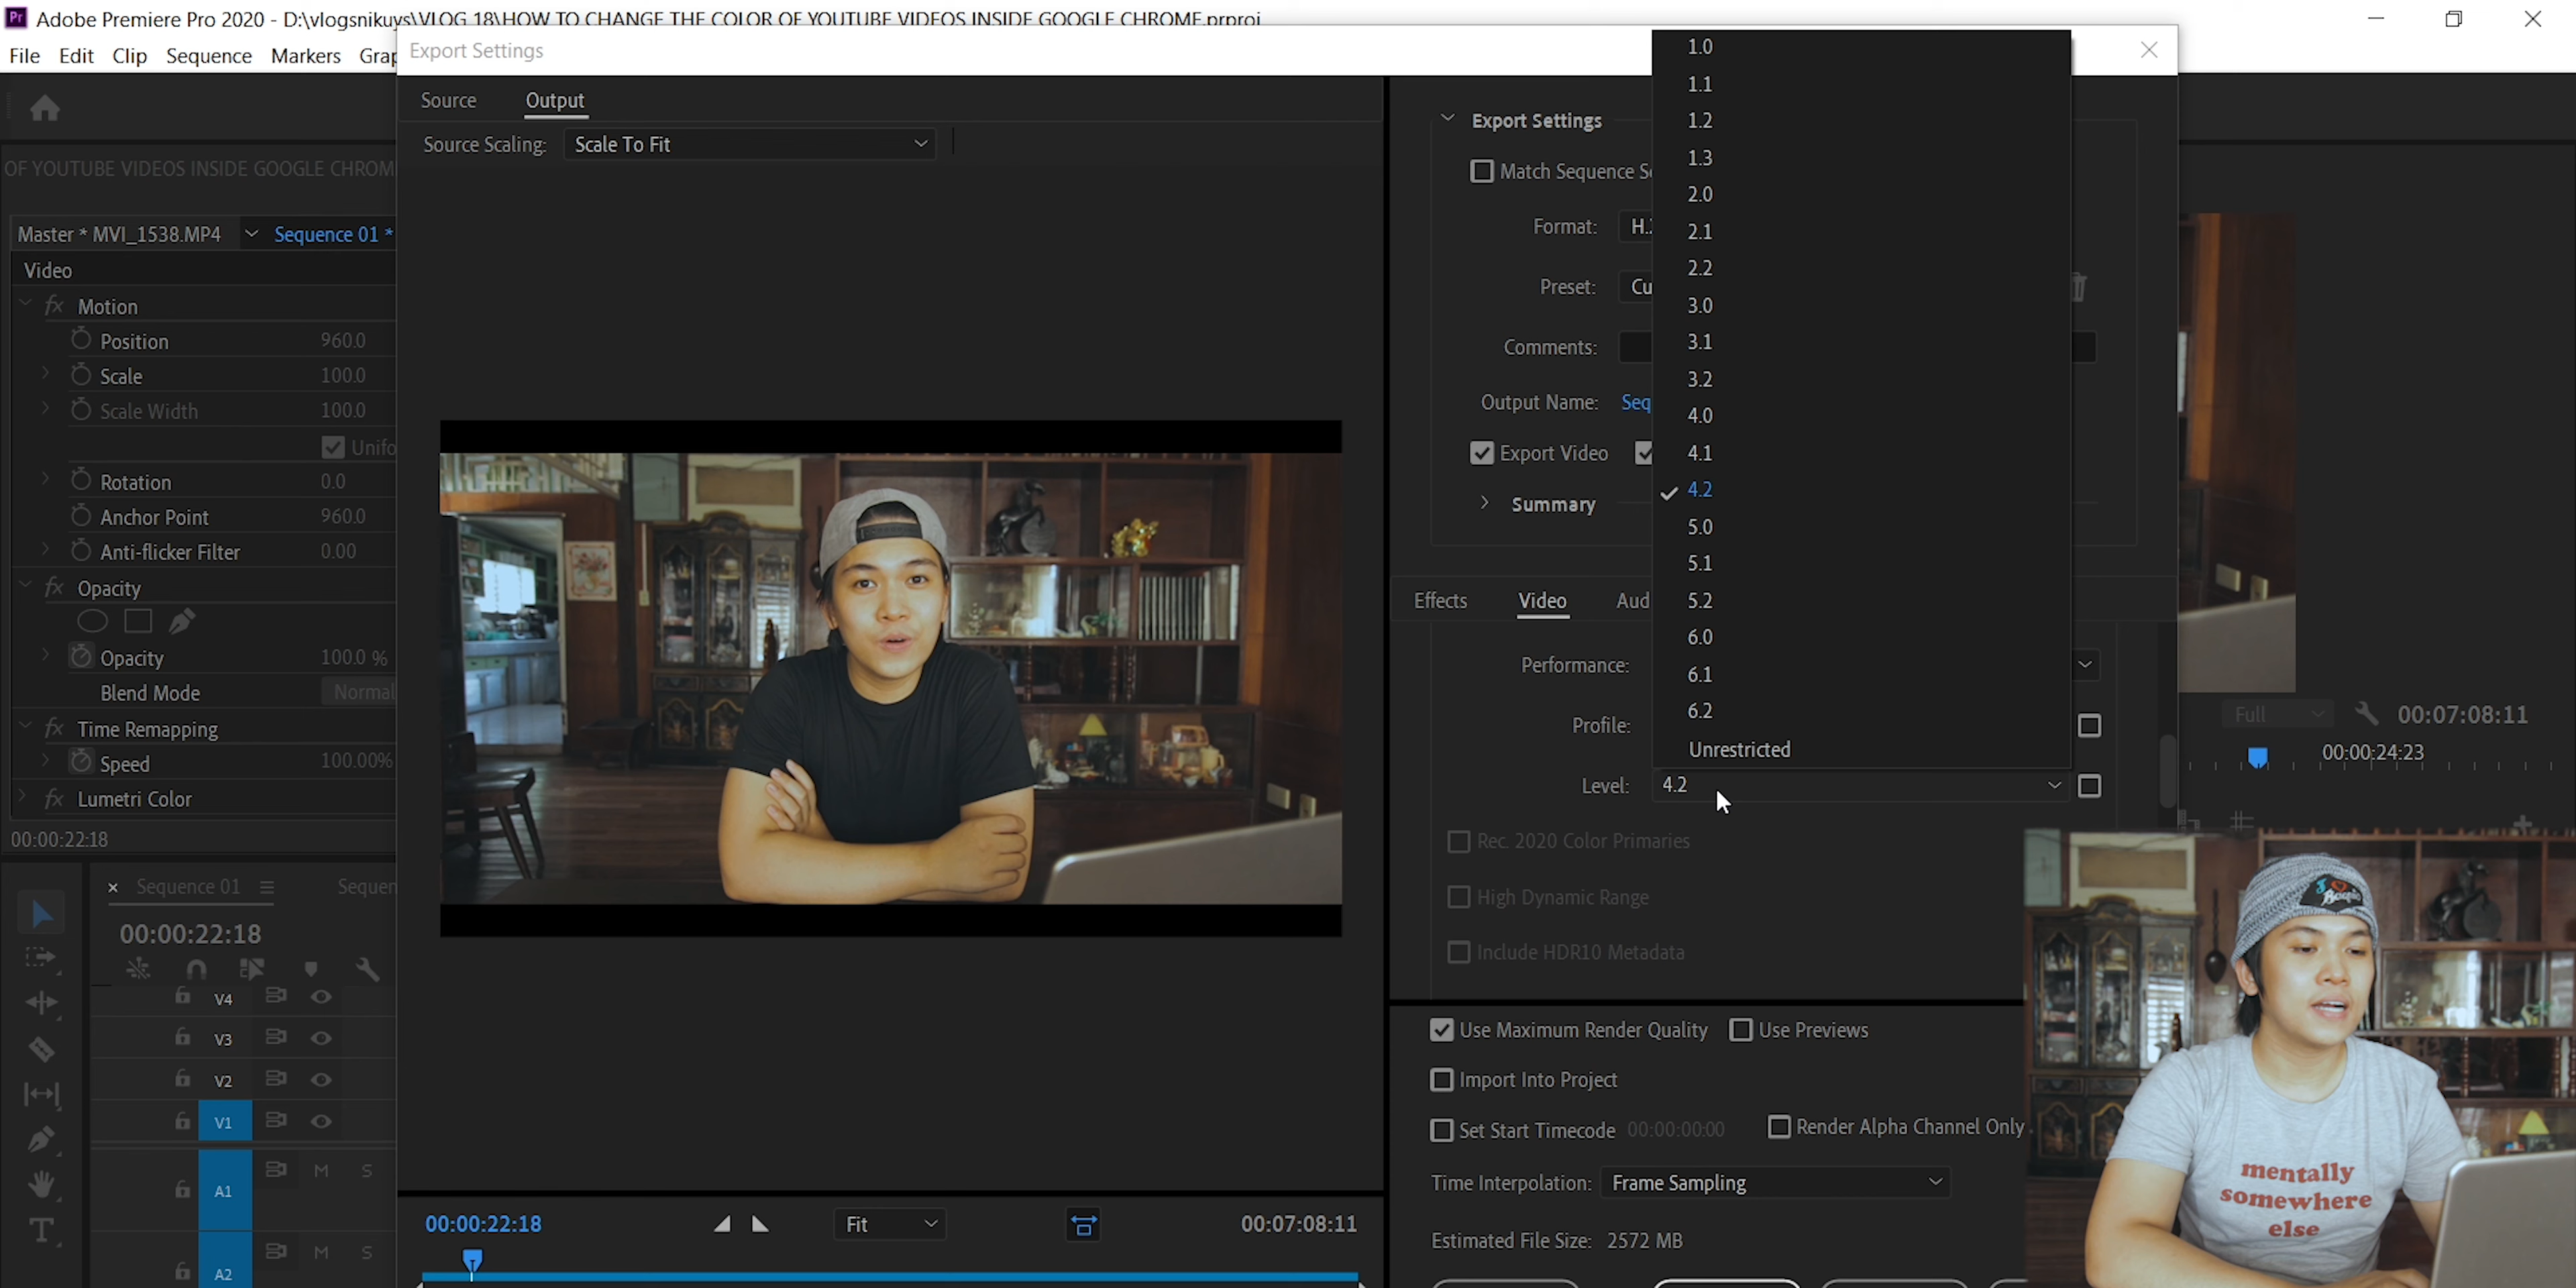 Adobe Premiere Pro 2020 - D:\vlogsnikuys\VLOG 18\HOW TO CHANGE THE COLOR OF YOUTUBE VIDEOS INSIDE GOOGLE CHROME.prproj
File Edit Clip Sequence Markers Grap
Export Settings
Source Output
Source Scaling: Scale To Fit
OF YOUTUBE VIDEOS INSIDE GOOGLE CHROM
Master * MVI_1538.MP4 Sequence 01 *
Video
fx Motion
Position 960.0
Scale 100.0
Scale Width 100.0
Unifo
Rotation 0.0
Anchor Point 960.0
Anti-flicker Filter 0.00
fx Opacity
Opacity 100.0 %
Blend Mode Normal
fx Time Remapping
Speed 100.00%
fx Lumetri Color
00:00:22:18
× Sequence 01 Sequen
00:00:22:18
V4
V3
V2
V1
A1 M S
A2 M S
00:00:22:18 Fit 00:07:08:11
Export Settings
Match Sequence Se
Format: H.2
Preset: Cu
Comments:
Output Name: Seq
Export Video
Summary
Effects Video Aud
1.0
1.1
1.2
1.3
2.0
2.1
2.2
3.0
3.1
3.2
4.0
4.1
4.2
5.0
5.1
5.2
6.0
6.1
6.2
Unrestricted
Performance:
Profile:
Level: 4.2
Rec. 2020 Color Primaries
High Dynamic Range
Include HDR10 Metadata
Use Maximum Render Quality Use Previews
Import Into Project
Set Start Timecode 00:00:00:00 Render Alpha Channel Only
Time Interpolation: Frame Sampling
Estimated File Size: 2572 MB
Full 00:07:08:11
00:00:24:23
mentally
somewhere
else